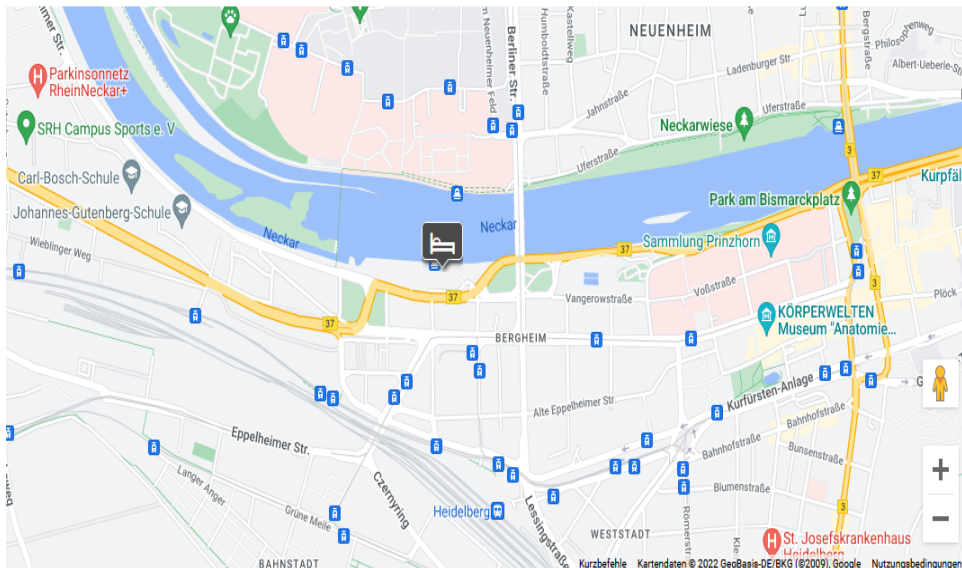 NEUENHEIM
Berliner Str.
Humboldtstraße
Kastellweg
Bergstraße
Philosophenweg
Albert-Ueberle-Str
Ladenburger Str.
Parkinsonnetz
RheinNeckar+
m Neuenheimer Feld
Jahnstraße
Uferstraße
Neckarwiese
SRH Campus Sports e. V
Uferstraße
3
37
Kurpfäl
Carl-Bosch-Schule
Johannes-Gutenberg-Schule
Park am Bismarckplatz
Neckar
Neckar
Sammlung Prinzhorn
37
Wieblinger Weg
Voßstraße
3
Plöck
37
Vangerowstraße
37
KÖRPERWELTEN
Museum "Anatomie...
BERGHEIM
Kurfürsten-Anlage
Alte Eppelheimer Str.
Bahnhofstraße
Eppelheimer Str.
Bahnhofstraße
Bunsenstraße
Langer Anger
Czernyring
Blumenstraße
Grüne Meile
Heidelberg
Lessingstraße
Römerstr
3
WESTSTADT
St. Josefskrankenhaus
Heidelberg
BAHNSTADT
Kurzbefehle Kartendaten © 2022 GeoBasis-DE/BKG (©2009), Google Nutzungsbedingungen